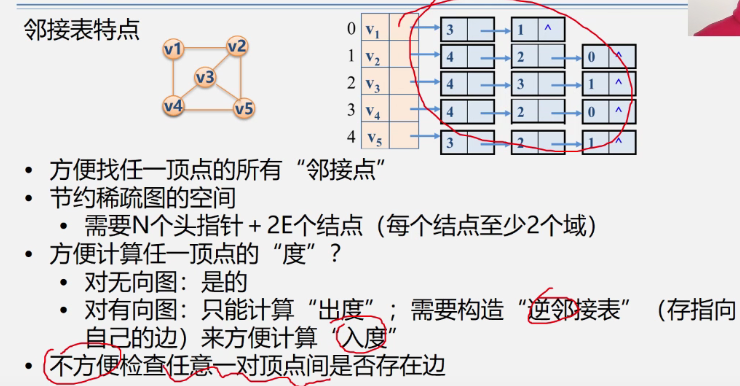 邻接表特点
v1
v2
v3
v4
v5
0 V1 3 1 ^
1 V2 4 2 0 ^
2 V3 4 3 1 ^
3 V4 4 2 0 ^
4 V5 3 2 1 ^
• 方便找任一顶点的所有“邻接点”
• 节约稀疏图的空间
• 需要N个头指针＋2E个结点（每个结点至少2个域）
• 方便计算任一顶点的“度”？
• 对无向图：是的
• 对有向图：只能计算“出度”；需要构造“逆邻接表”（存指向
自己的边）来方便计算“入度”
• 不方便检查任意一对顶点间是否存在边